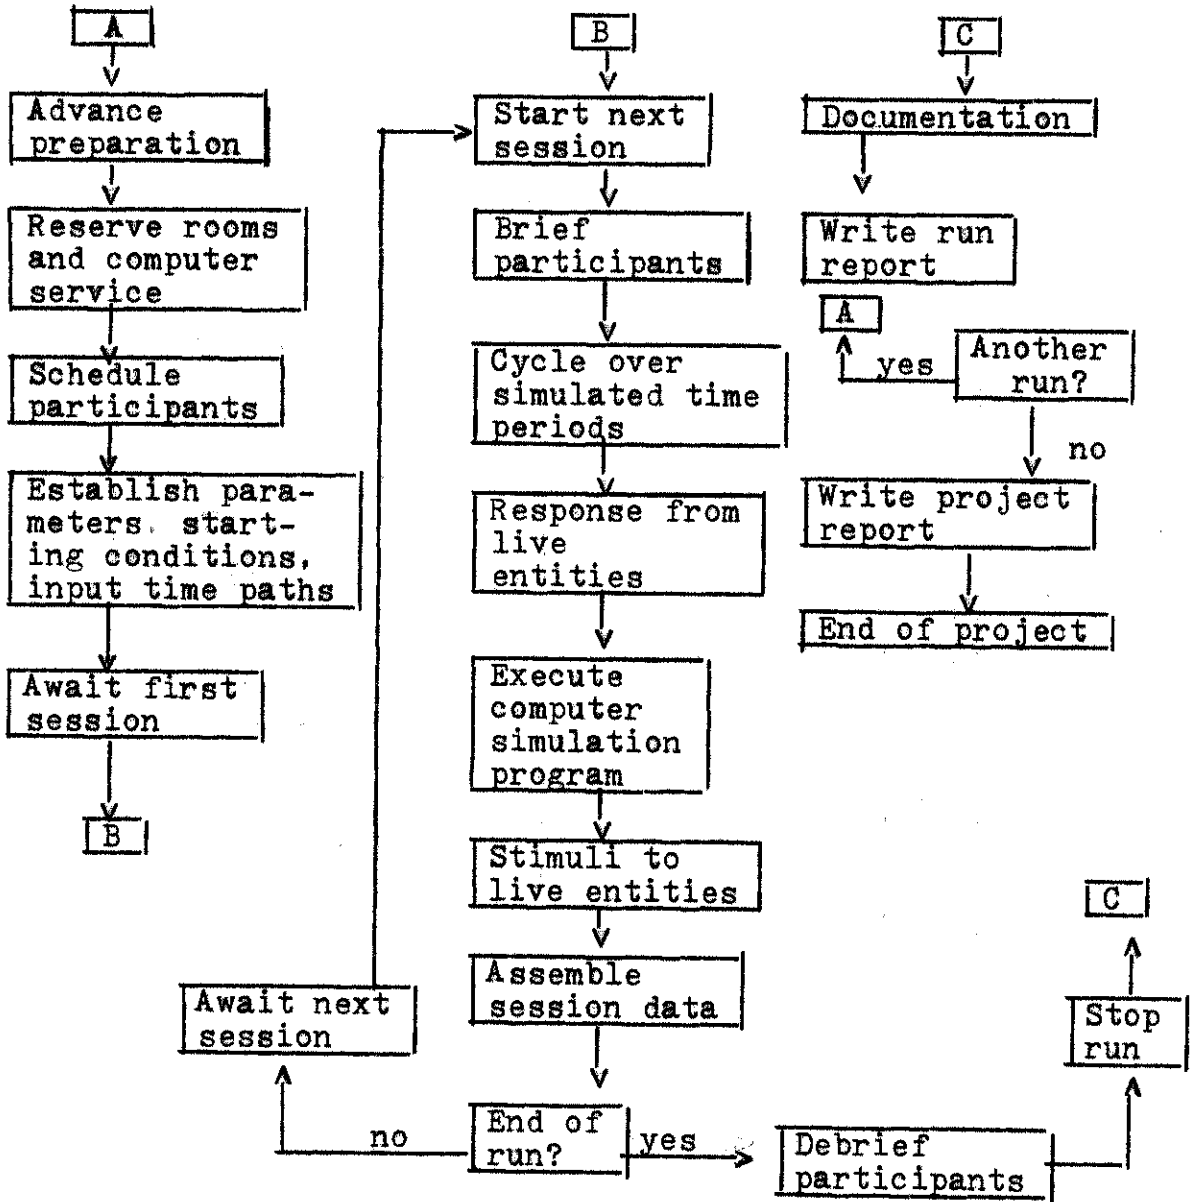 A
Advance
preparation
Reserve rooms
and computer
service
Schedule
participants
Establish para-
meters, start-
ing conditions,
input time paths
Await first
session
B
B
Start next
session
Brief
participants
Cycle over
simulated time
periods
Response from
live
entities
Execute
computer
simulation
program
Stimuli to
live entities
Assemble
session data
End of
run?
no
Await next
session
yes
Debrief
participants
Stop
run
C
C
Documentation
Write run
report
Another
run?
yes
A
no
Write project
report
End of project